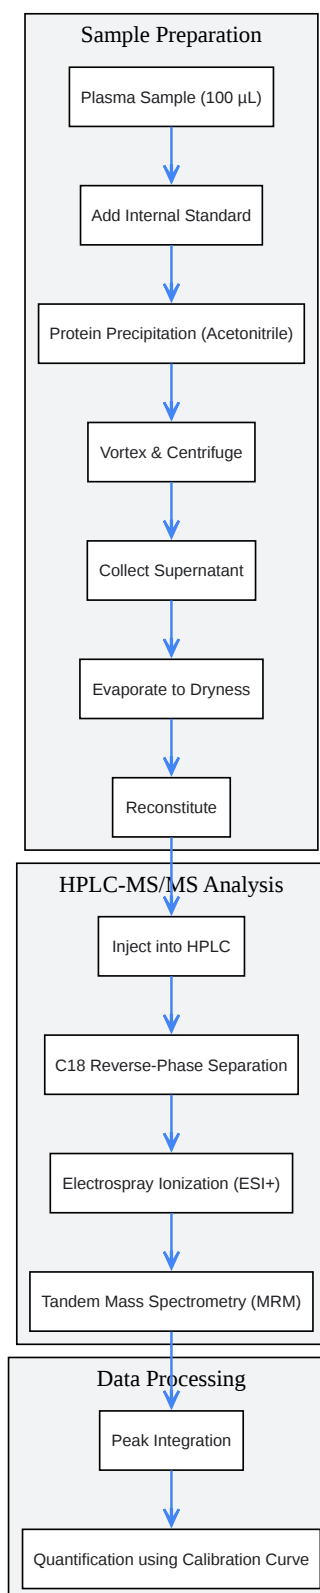 Sample Preparation
Plasma Sample (100 µL)
Add Internal Standard
Protein Precipitation (Acetonitrile)
Vortex & Centrifuge
Collect Supernatant
Evaporate to Dryness
Reconstitute
HPLC-MS/MS Analysis
Inject into HPLC
C18 Reverse-Phase Separation
Electrospray Ionization (ESI+)
Tandem Mass Spectrometry (MRM)
Data Processing
Peak Integration
Quantification using Calibration Curve